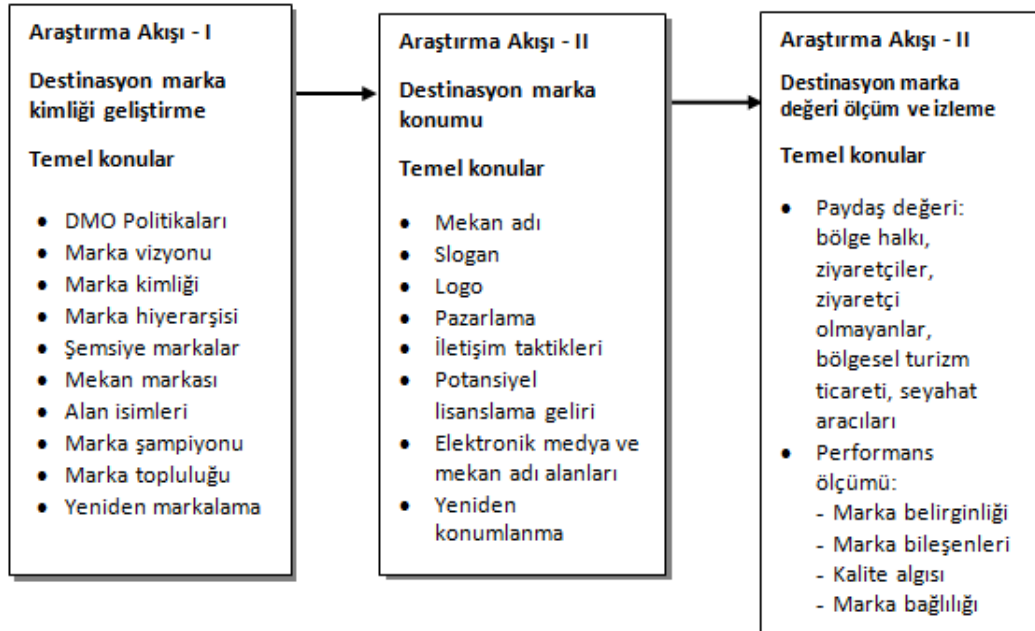 Araştırma Akışı - I
Destinasyon marka
kimliği geliştirme
Temel konular
● DMO Politikaları
● Marka vizyonu
● Marka kimliği
● Marka hiyerarşisi
● Şemsiye markalar
● Mekan markası
● Alan isimleri
● Marka şampiyonu
● Marka topluluğu
● Yeniden markalama
Araştırma Akışı - II
Destinasyon marka
konumu
Temel konular
● Mekan adı
● Slogan
● Logo
● Pazarlama
● İletişim taktikleri
● Potansiyel
lisanslama geliri
● Elektronik medya ve
mekan adı alanları
● Yeniden
konumlanma
Araştırma Akışı - II
Destinasyon marka
değeri ölçüm ve izleme
Temel konular
● Paydaş değeri:
bölge halkı,
ziyaretçiler,
ziyaretçi
olmayanlar,
bölgesel turizm
ticareti, seyahat
aracıları
● Performans
ölçümü:
- Marka belirginliği
- Marka bileşenleri
- Kalite algısı
- Marka bağlılığı